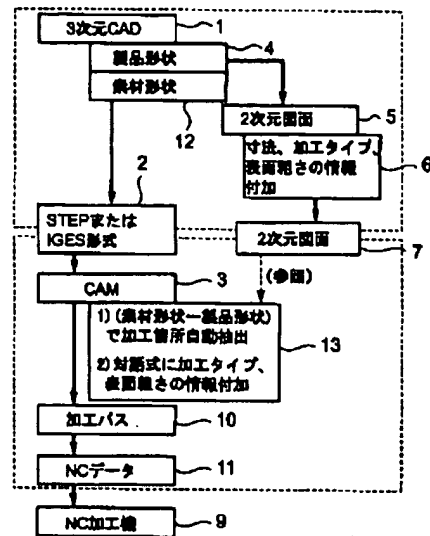 3次元CAD
1
製品形状
4
素材形状
12
2次元図面
5
寸法、加工タイプ、
表面粗さの情報
付加
6
2
STEPまたは
IGES形式
2次元図面
7
CAM
3
(参照)
1) (素材形状ー製品形状)
で加工箇所自動抽出
2) 対話式に加工タイプ、
表面粗さの情報付加
13
加工パス
10
NCデータ
11
NC加工機
9